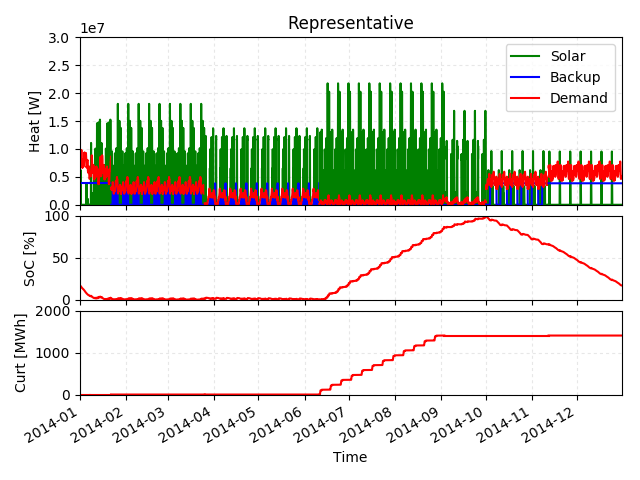 Representative
1e7
3.0
2.5
2.0
1.5
1.0
0.5
0.0
Heat [W]
Solar
Backup
Demand
100
50
0
SoC [%]
2000
1000
0
Curt [MWh]
2014-01
2014-02
2014-03
2014-04
2014-05
2014-06
2014-07
2014-08
2014-09
2014-10
2014-11
2014-12
Time